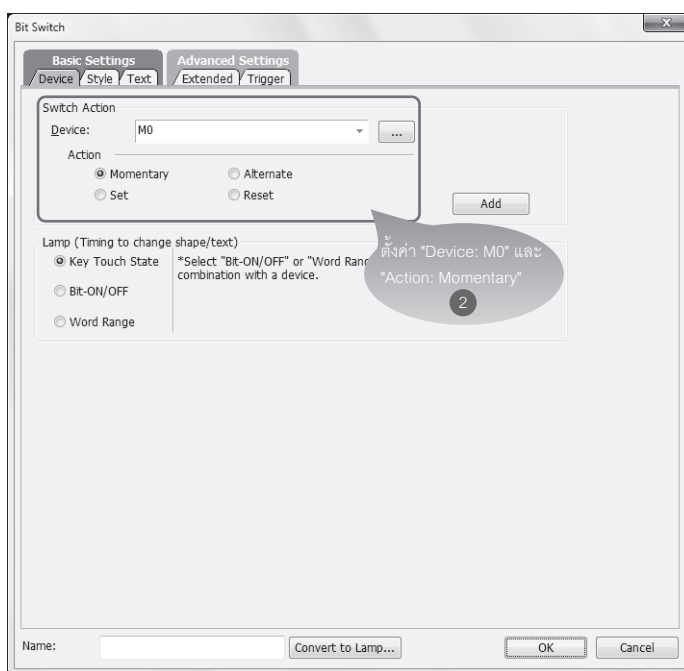 Bit Switch
x
Basic Settings
Advanced Settings
Device
Style
Text
Extended
Trigger
Switch Action
Device:
M0
...
Action
Momentary
Alternate
Set
Reset
Add
Lamp (Timing to change shape/text)
Key Touch State
*Select "Bit-ON/OFF" or "Word
combination with a device.
Bit-ON/OFF
Word Range
ตั้งค่า "Device: M0" และ
"Action: Momentary"
2
Name:
Convert to Lamp...
OK
Cancel